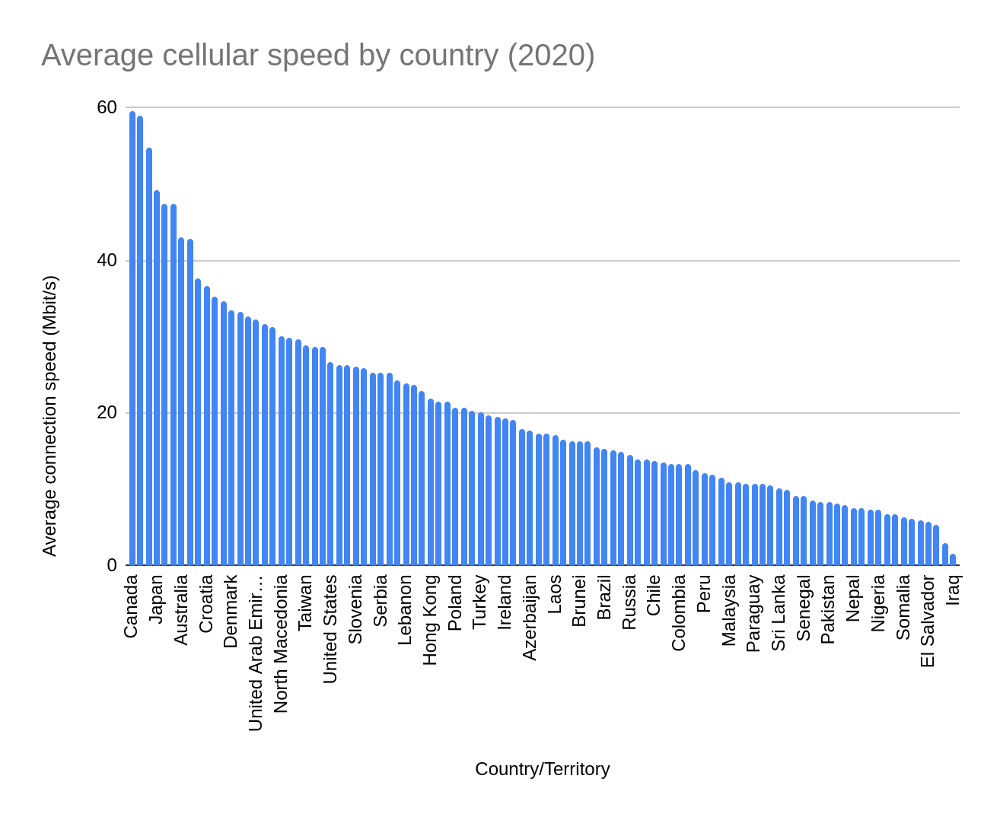 Average cellular speed by country (2020)
Average connection speed (Mbit/s)
60
40
20
0
Canada
Japan
Australia
Croatia
Denmark
United Arab Emir…
North Macedonia
Taiwan
United States
Slovenia
Serbia
Lebanon
Hong Kong
Poland
Turkey
Ireland
Azerbaijan
Laos
Brunei
Brazil
Russia
Chile
Colombia
Peru
Malaysia
Paraguay
Sri Lanka
Senegal
Pakistan
Nepal
Nigeria
Somalia
El Salvador
Iraq
Country/Territory